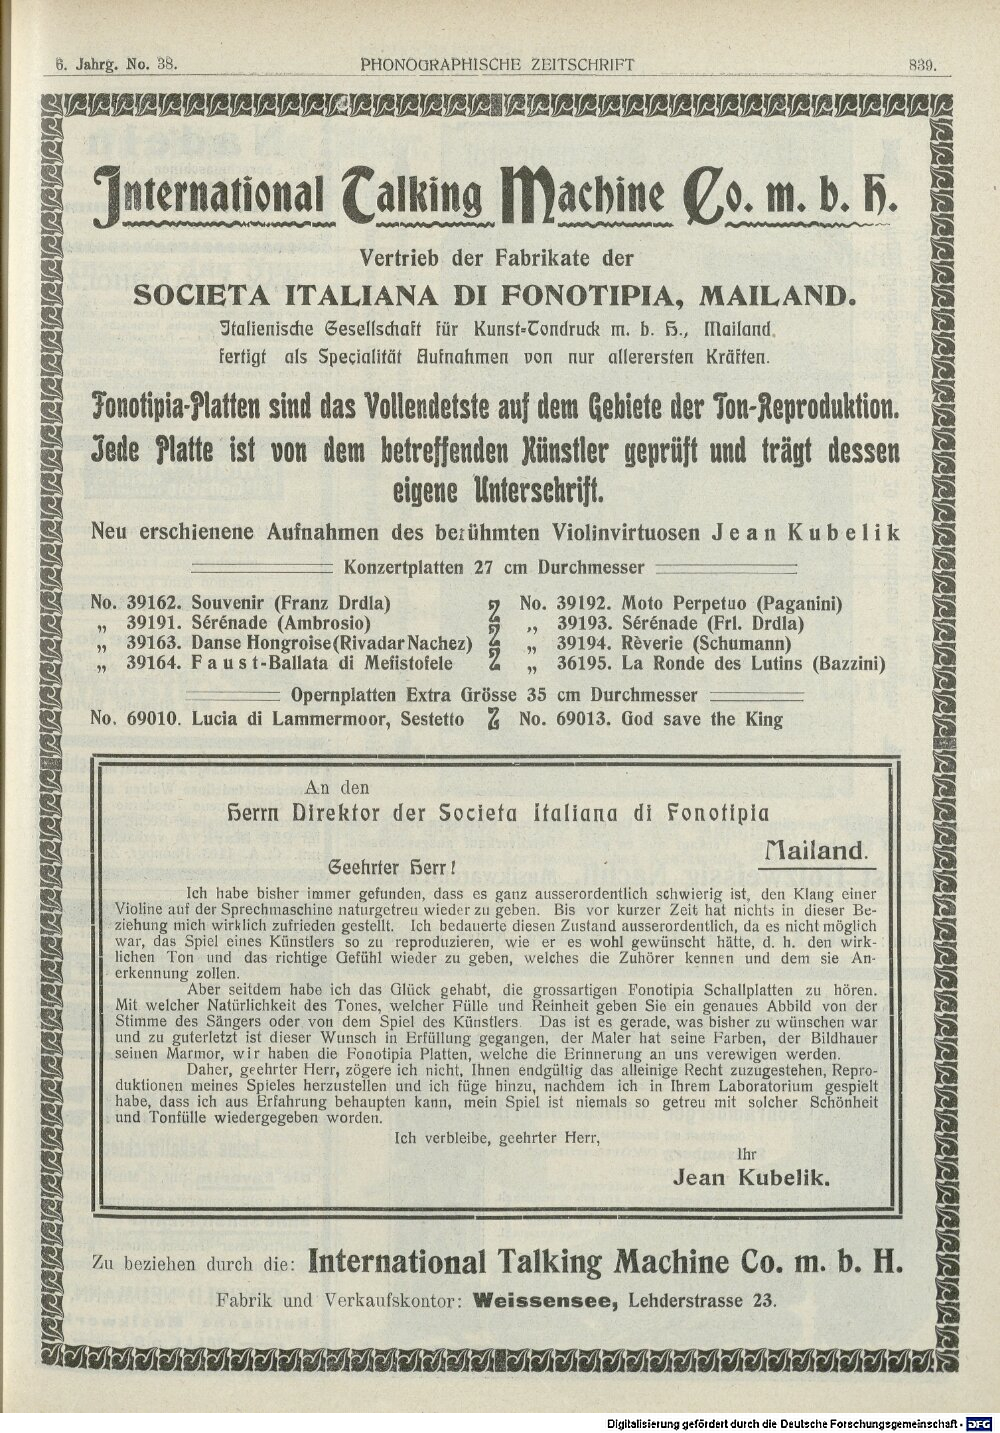 6. Jahrg. No. 38. PHONOGRAPHISCHE ZEITSCHRIFT 839.
International Talking Machine Co. m. b. H.
Vertrieb der Fabrikate der
SOCIETA ITALIANA DI FONOTIPIA, MAILAND.
Italienische Gesellschaft für Kunst-Tondruck m. b. H., Mailand,
fertigt als Specialität Aufnahmen von nur allerersten Kräften.
Fonotipia-Platten sind das Vollendetste auf dem Gebiete der Ton-Reproduktion.
Jede Platte ist von dem betreffenden Künstler geprüft und trägt dessen
eigene Unterschrift.
Neu erschienene Aufnahmen des berühmten Violinvirtuosen Jean Kubelik
Konzertplatten 27 cm Durchmesser
No. 39162. Souvenir (Franz Drdla)
„ 39191. Sérénade (Ambrosio)
„ 39163. Danse Hongroise (Rivadar Nachez)
„ 39164. Faust-Ballata di Mefistofele
No. 39192. Moto Perpetuo (Paganini)
„ 39193. Sérénade (Frl. Drdla)
„ 39194. Rèverie (Schumann)
„ 36195. La Ronde des Lutins (Bazzini)
Opernplatten Extra Grösse 35 cm Durchmesser
No. 69010. Lucia di Lammermoor, Sestetto
No. 69013. God save the King
An den
Herrn Direktor der Societa Italiana di Fonotipia
Mailand.
Geehrter Herr!
Ich habe bisher immer gefunden, dass es ganz ausserordentlich schwierig ist, den Klang einer
Violine auf der Sprechmaschine naturgetreu wieder zu geben. Bis vor kurzer Zeit hat nichts in dieser Be-
ziehung mich wirklich zufrieden gestellt. Ich bedauerte diesen Zustand ausserordentlich, da es nicht möglich
war, das Spiel eines Künstlers so zu reproduzieren, wie er es wohl gewünscht hätte, d. h. den wirk-
lichen Ton und das richtige Gefühl wieder zu geben, welches die Zuhörer kennen und dem sie An-
erkennung zollen.
Aber seitdem habe ich das Glück gehabt, die grossartigen Fonotipia Schallplatten zu hören.
Mit welcher Natürlichkeit des Tones, welcher Fülle und Reinheit geben Sie ein genaues Abbild von der
Stimme des Sängers oder von dem Spiel des Künstlers. Das ist es gerade, was bisher zu wünschen war
und zu guterletzt ist dieser Wunsch in Erfüllung gegangen, der Maler hat seine Farben, der Bildhauer
seinen Marmor, wir haben die Fonotipia Platten, welche die Erinnerung an uns verewigen werden.
Daher, geehrter Herr, zögere ich nicht, Ihnen endgültig das alleinige Recht zuzugestehen, Repro-
duktionen meines Spieles herzustellen und ich füge hinzu, nachdem ich in Ihrem Laboratorium gespielt
habe, dass ich aus Erfahrung behaupten kann, mein Spiel ist niemals so getreu mit solcher Schönheit
und Tonfülle wiedergegeben worden.
Ich verbleibe, geehrter Herr,
Ihr
Jean Kubelik.
Zu beziehen durch die: International Talking Machine Co. m. b. H.
Fabrik und Verkaufskontor: Weissensee, Lehderstrasse 23.
Digitalisierung gefördert durch die Deutsche Forschungsgemeinschaft - DFG